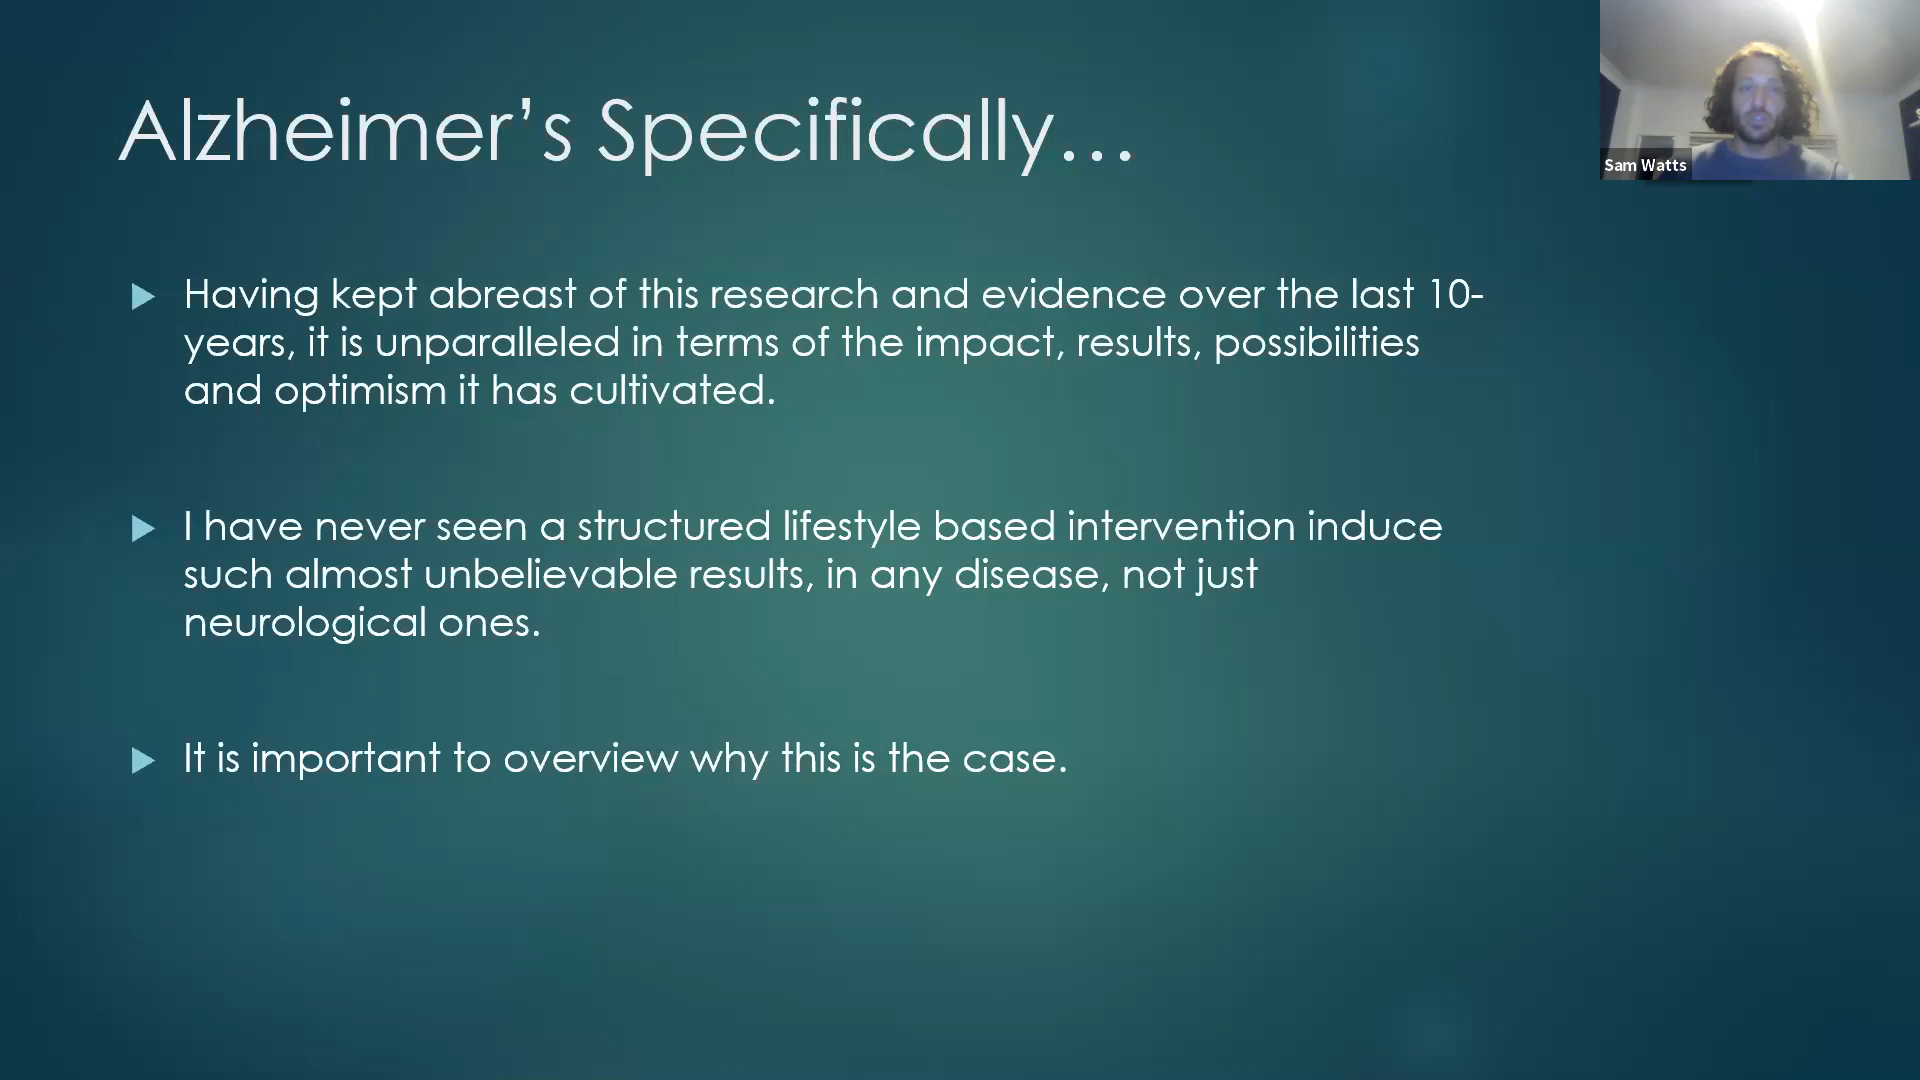 Alzheimer’s Specifically…
Sam Watts
Having kept abreast of this research and evidence over the last 10-
years, it is unparalleled in terms of the impact, results, possibilities
and optimism it has cultivated.
I have never seen a structured lifestyle based intervention induce
such almost unbelievable results, in any disease, not just
neurological ones.
It is important to overview why this is the case.